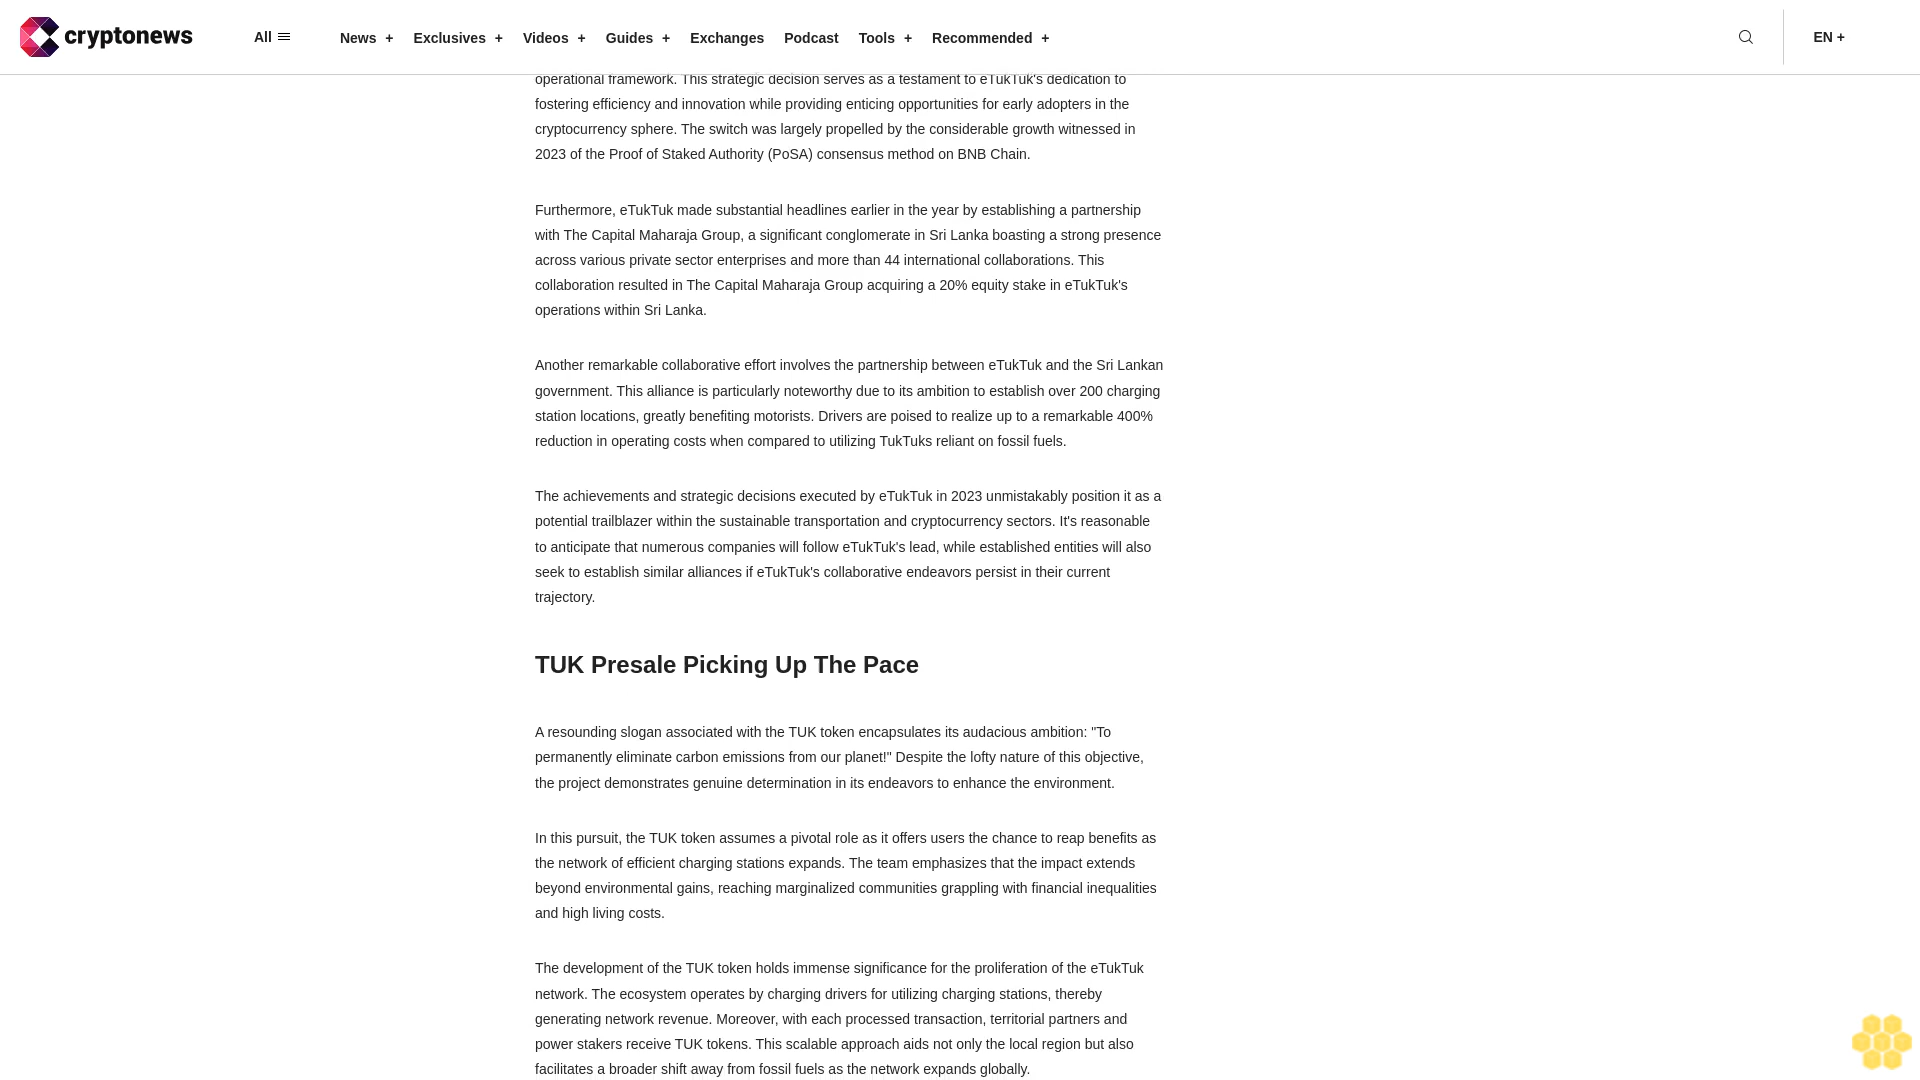 cryptonews
All
News +
Exclusives +
Videos +
Guides +
Exchanges
Podcast
Tools +
Recommended +
EN +
operational framework. This strategic decision serves as a testament to eTukTuk's dedication to
fostering efficiency and innovation while providing enticing opportunities for early adopters in the
cryptocurrency sphere. The switch was largely propelled by the considerable growth witnessed in
2023 of the Proof of Staked Authority (PoSA) consensus method on BNB Chain.
Furthermore, eTukTuk made substantial headlines earlier in the year by establishing a partnership
with The Capital Maharaja Group, a significant conglomerate in Sri Lanka boasting a strong presence
across various private sector enterprises and more than 44 international collaborations. This
collaboration resulted in The Capital Maharaja Group acquiring a 20% equity stake in eTukTuk's
operations within Sri Lanka.
Another remarkable collaborative effort involves the partnership between eTukTuk and the Sri Lankan
government. This alliance is particularly noteworthy due to its ambition to establish over 200 charging
station locations, greatly benefiting motorists. Drivers are poised to realize up to a remarkable 400%
reduction in operating costs when compared to utilizing TukTuks reliant on fossil fuels.
The achievements and strategic decisions executed by eTukTuk in 2023 unmistakably position it as a
potential trailblazer within the sustainable transportation and cryptocurrency sectors. It's reasonable
to anticipate that numerous companies will follow eTukTuk's lead, while established entities will also
seek to establish similar alliances if eTukTuk's collaborative endeavors persist in their current
trajectory.
TUK Presale Picking Up The Pace
A resounding slogan associated with the TUK token encapsulates its audacious ambition: "To
permanently eliminate carbon emissions from our planet!" Despite the lofty nature of this objective,
the project demonstrates genuine determination in its endeavors to enhance the environment.
In this pursuit, the TUK token assumes a pivotal role as it offers users the chance to reap benefits as
the network of efficient charging stations expands. The team emphasizes that the impact extends
beyond environmental gains, reaching marginalized communities grappling with financial inequalities
and high living costs.
The development of the TUK token holds immense significance for the proliferation of the eTukTuk
network. The ecosystem operates by charging drivers for utilizing charging stations, thereby
generating network revenue. Moreover, with each processed transaction, territorial partners and
power stakers receive TUK tokens. This scalable approach aids not only the local region but also
facilitates a broader shift away from fossil fuels as the network expands globally.